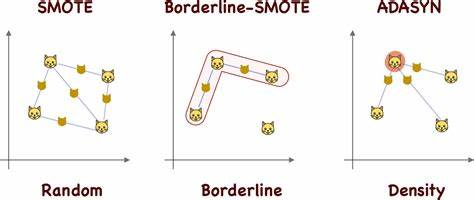 SMOTE
Borderline-SMOTE
ADASYN
Random
Borderline
Density